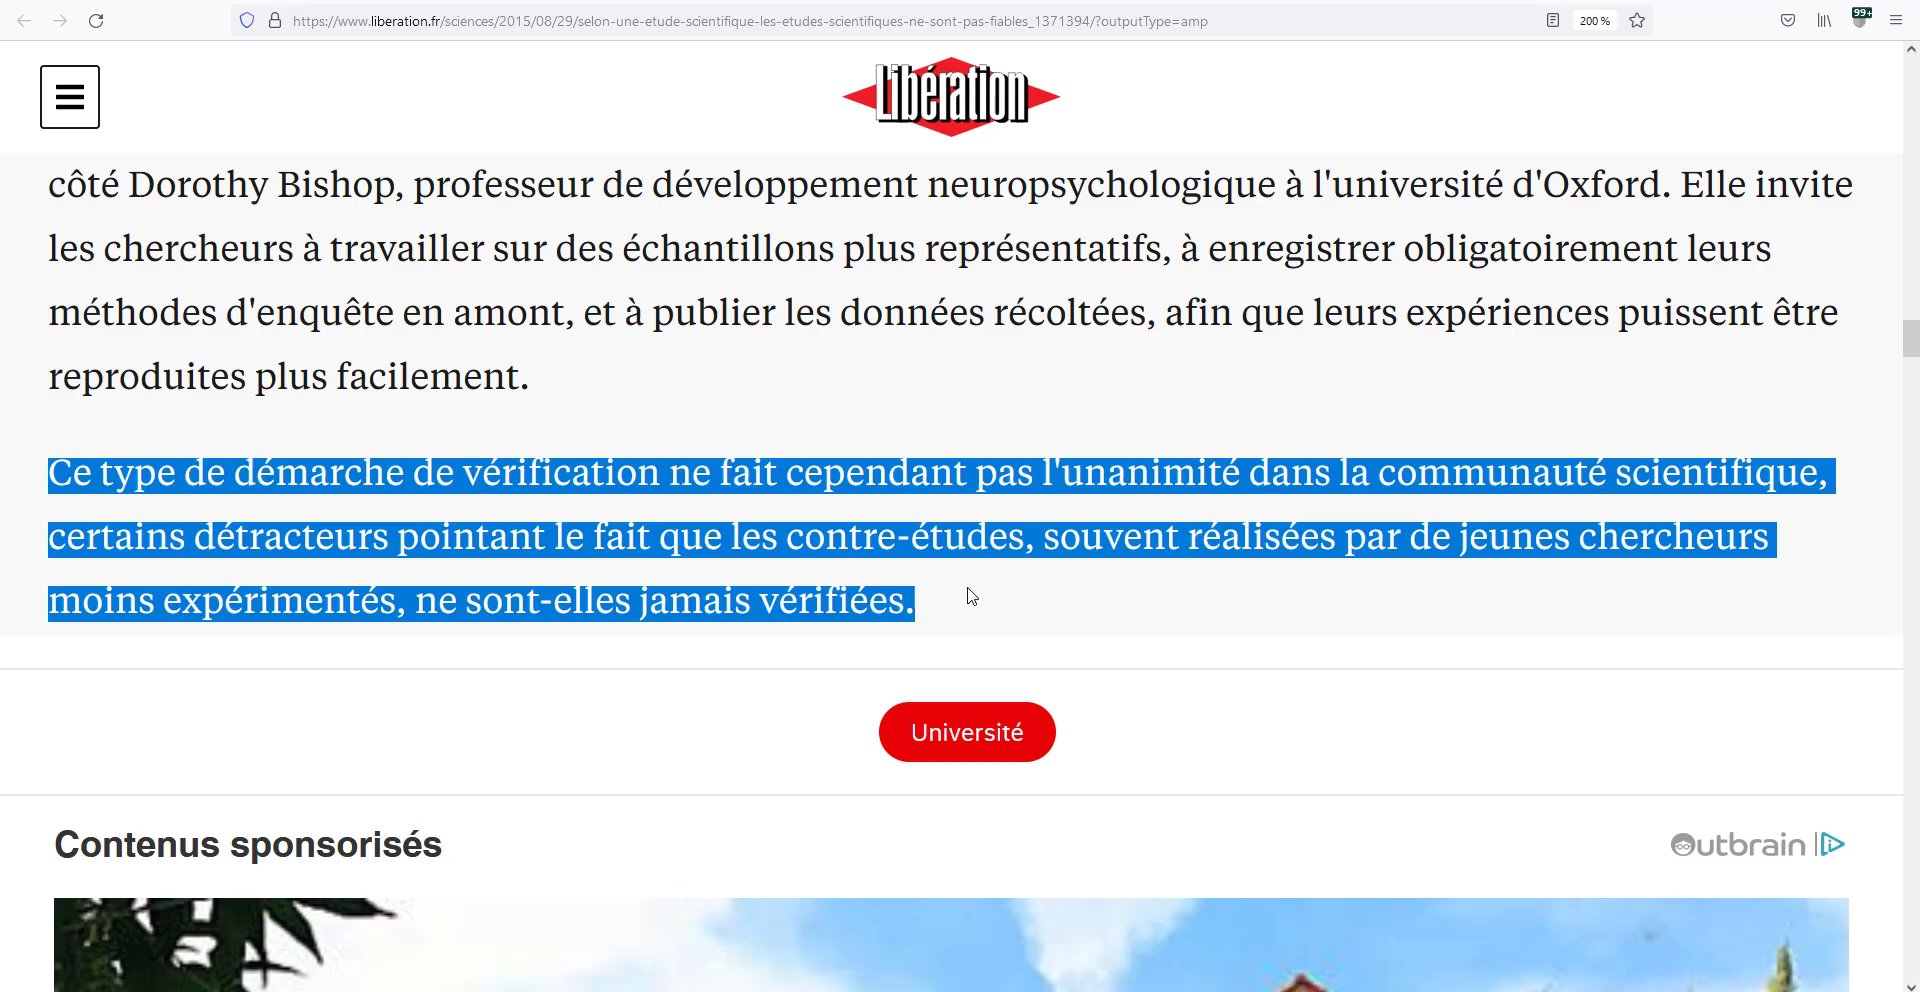 https://www.liberation.fr/sciences/2015/08/29/selon-une-etude-scientifique-les-etudes-scientifiques-ne-sont-pas-fiables_1371394/?outputType=amp
200 %
99+
Libération
côté Dorothy Bishop, professeur de développement neuropsychologique à l'université d'Oxford. Elle invite
les chercheurs à travailler sur des échantillons plus représentatifs, à enregistrer obligatoirement leurs
méthodes d'enquête en amont, et à publier les données récoltées, afin que leurs expériences puissent être
reproduites plus facilement.
Ce type de démarche de vérification ne fait cependant pas l'unanimité dans la communauté scientifique,
certains détracteurs pointant le fait que les contre-études, souvent réalisées par de jeunes chercheurs
moins expérimentés, ne sont-elles jamais vérifiées.
Université
Contenus sponsorisés
Outbrain